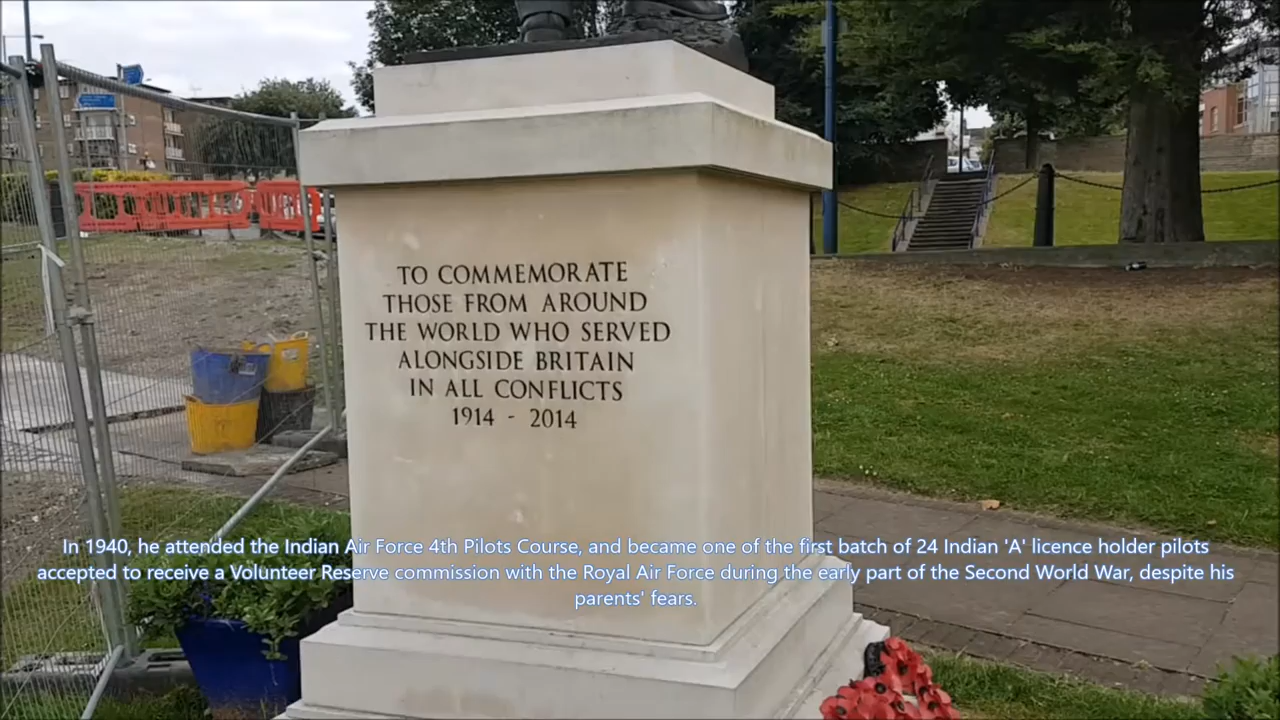 TO COMMEMORATE
THOSE FROM AROUND
THE WORLD WHO SERVED
ALONGSIDE BRITAIN
IN ALL CONFLICTS
1914 - 2014
In 1940, he attended the Indian Air Force 4th Pilots Course, and became one of the first batch of 24 Indian 'A' licence holder pilots
accepted to receive a Volunteer Reserve commission with the Royal Air Force during the early part of the Second World War, despite his
parents' fears.